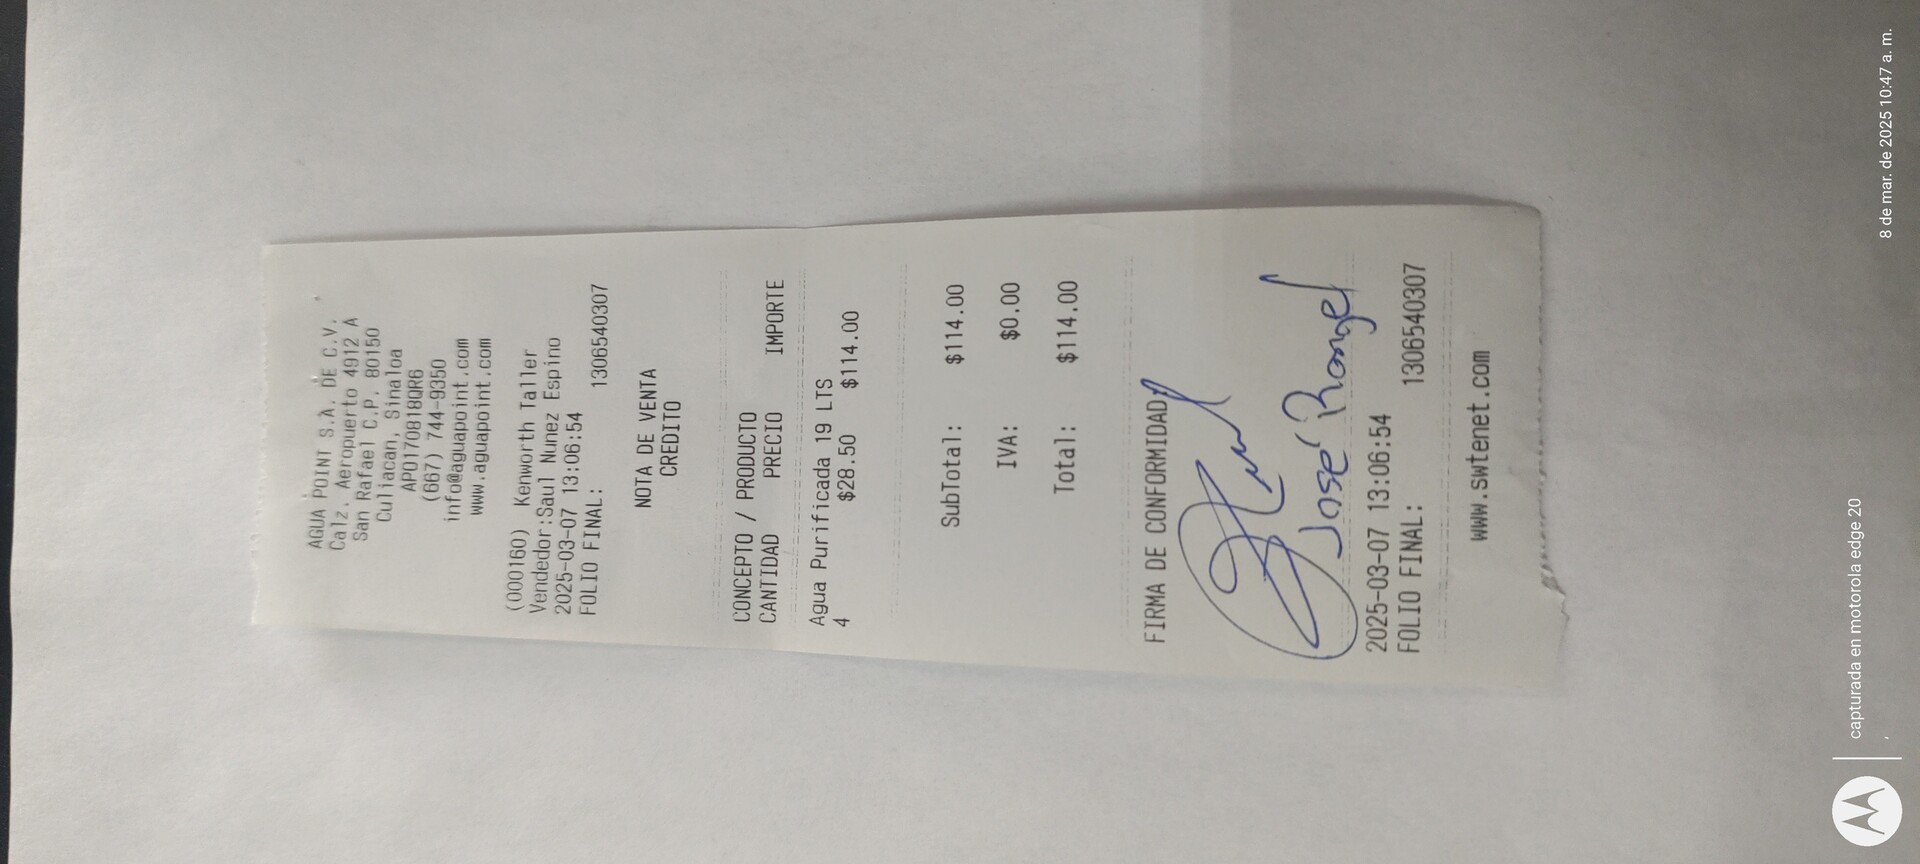 AGUA POINT S.A. DE C.V.
Calz. Aeropuerto 4912 A
San Rafael C.P. 80150
Culiacan, Sinaloa
APO170818QR6
(667) 744-9350
info@aguapoint.com
www.aguapoint.com
(000160) Kenworth Taller
Vendedor:Saul Nunez Espino
2025-03-07 13:06:54
FOLIO FINAL: 1306540307
NOTA DE VENTA
CREDITO
CONCEPTO / PRODUCTO
CANTIDAD PRECIO IMPORTE
Agua Purificada 19 LTS
4 $28.50 $114.00
SubTotal: $114.00
IVA: $0.00
Total: $114.00
FIRMA DE CONFORMIDAD
José Rangel
2025-03-07 13:06:54
FOLIO FINAL: 1306540307
www.swtenet.com
capturada en motorola edge 20
8 de mar. de 2025 10:47 a. m.